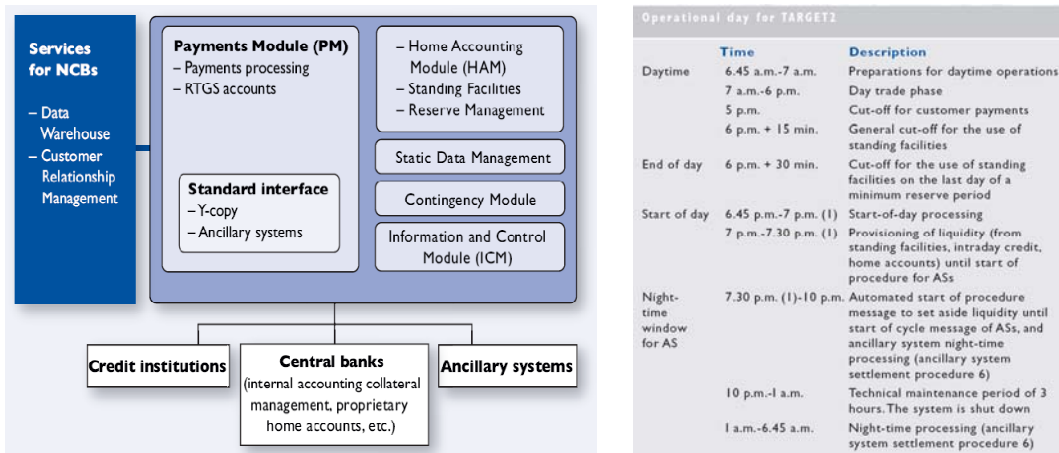 Services
for NCBs
– Data
Warehouse
– Customer
Relationship
Management
Payments Module (PM)
– Payments processing
– RTGS accounts
Standard interface
– Y-copy
– Ancillary systems
– Home Accounting
Module (HAM)
– Standing Facilities
– Reserve Management
Static Data Management
Contingency Module
Information and Control
Module (ICM)
Credit institutions
Central banks
(internal accounting collateral
management, proprietary
home accounts, etc.)
Ancillary systems
Operational day for TARGET2
Time Description
Daytime 6.45 a.m.-7 a.m. Preparations for daytime operations
7 a.m.-6 p.m. Day trade phase
5 p.m. Cut-off for customer payments
6 p.m. + 15 min. General cut-off for the use of
standing facilities
End of day 6 p.m. + 30 min. Cut-off for the use of standing
facilities on the last day of a
minimum reserve period
Start of day 6.45 p.m.-7 p.m. (1) Start-of-day processing
7 p.m.-7.30 p.m. (1) Provisioning of liquidity (from
standing facilities, intraday credit,
home accounts) until start of
procedure for ASs
Night- 7.30 p.m. (1)-10 p.m. Automated start of procedure
time message to set aside liquidity until
window start of cycle message of ASs, and
for AS ancillary system night-time
processing (ancillary system
settlement procedure 6)
10 p.m.-1 a.m. Technical maintenance period of 3
hours. The system is shut down
1 a.m.-6.45 a.m. Night-time processing (ancillary
system settlement procedure 6)